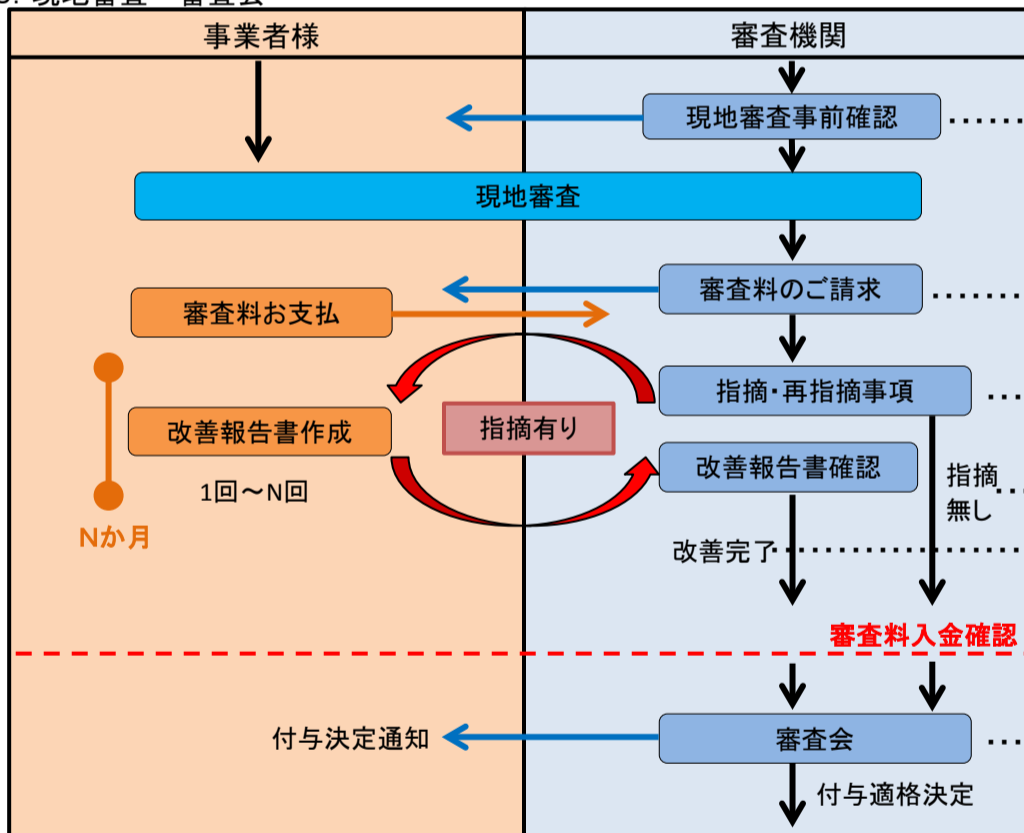 事業者様
審査機関
現地審査事前確認
現地審査
審査料のご請求
審査料お支払
指摘・再指摘事項
指摘有り
改善報告書作成
改善報告書確認
1回～N回
指摘
無し
Nか月
改善完了
審査料入金確認
付与決定通知
審査会
付与適格決定